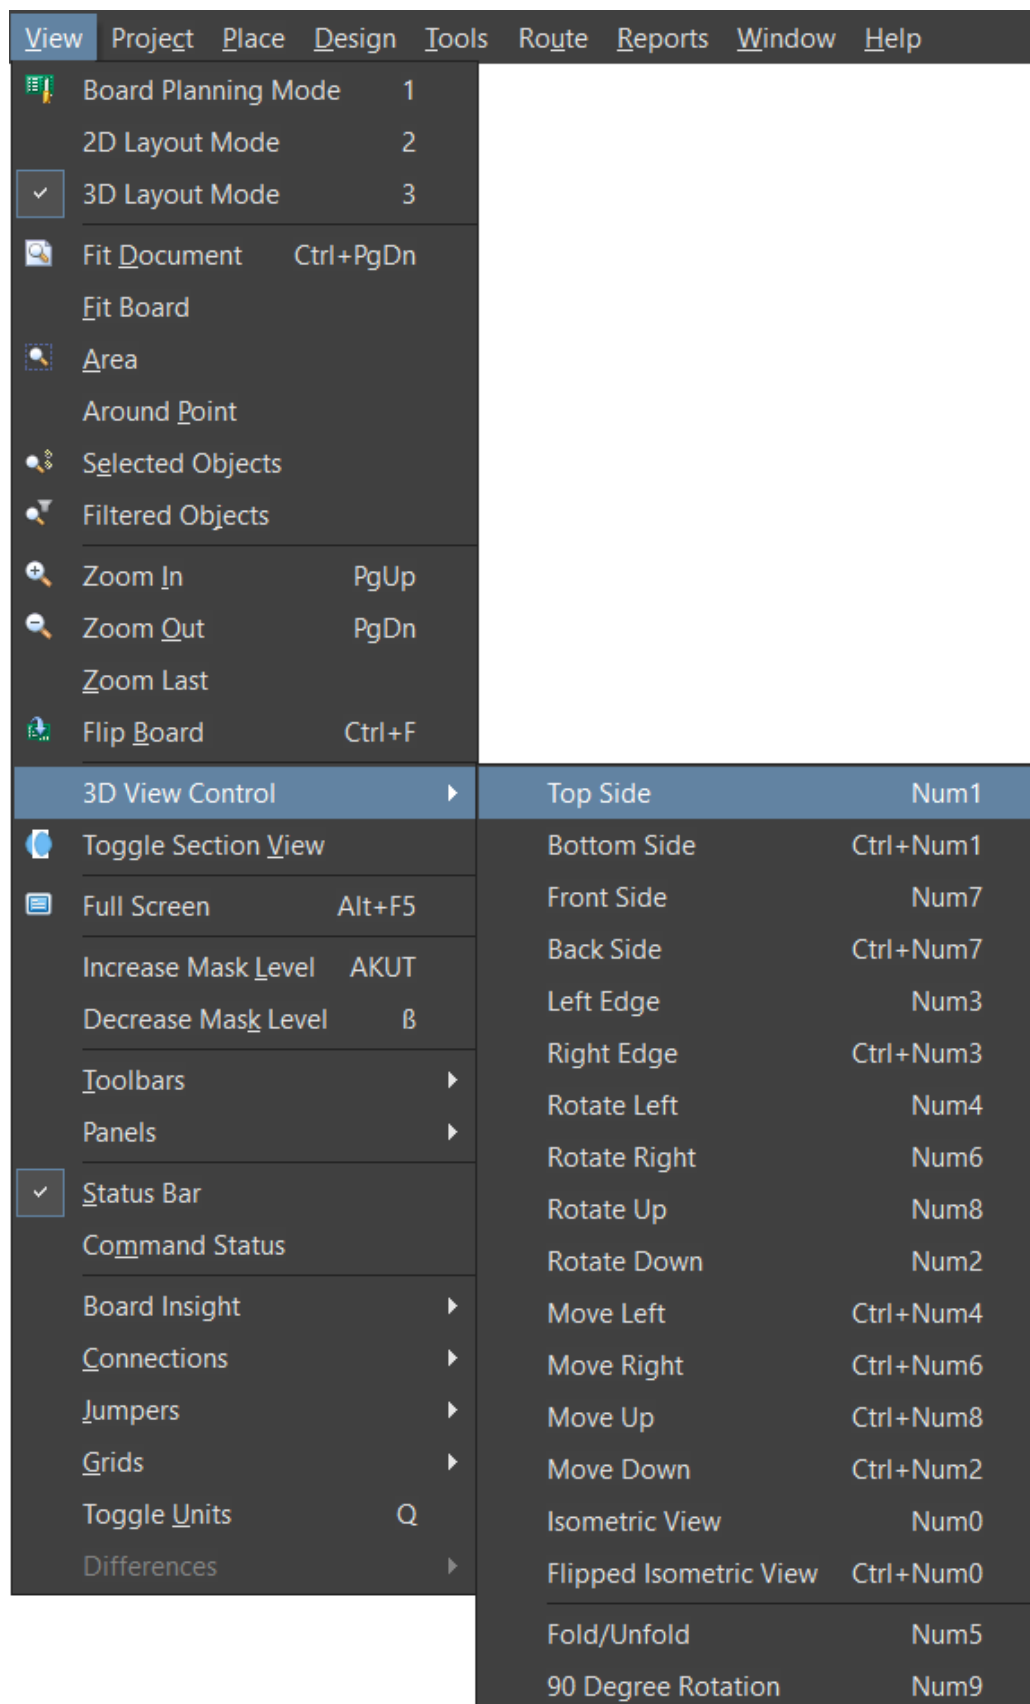 View Project Place Design Tools Route Reports Window Help
Board Planning Mode 1
2D Layout Mode 2
3D Layout Mode 3
Fit Document Ctrl+PgDn
Fit Board
Area
Around Point
Selected Objects
Filtered Objects
Zoom In PgUp
Zoom Out PgDn
Zoom Last
Flip Board Ctrl+F
3D View Control
Toggle Section View
Full Screen Alt+F5
Increase Mask Level AKUT
Decrease Mask Level ß
Toolbars
Panels
Status Bar
Command Status
Board Insight
Connections
Jumpers
Grids
Toggle Units Q
Differences
Top Side Num1
Bottom Side Ctrl+Num1
Front Side Num7
Back Side Ctrl+Num7
Left Edge Num3
Right Edge Ctrl+Num3
Rotate Left Num4
Rotate Right Num6
Rotate Up Num8
Rotate Down Num2
Move Left Ctrl+Num4
Move Right Ctrl+Num6
Move Up Ctrl+Num8
Move Down Ctrl+Num2
Isometric View Num0
Flipped Isometric View Ctrl+Num0
Fold/Unfold Num5
90 Degree Rotation Num9